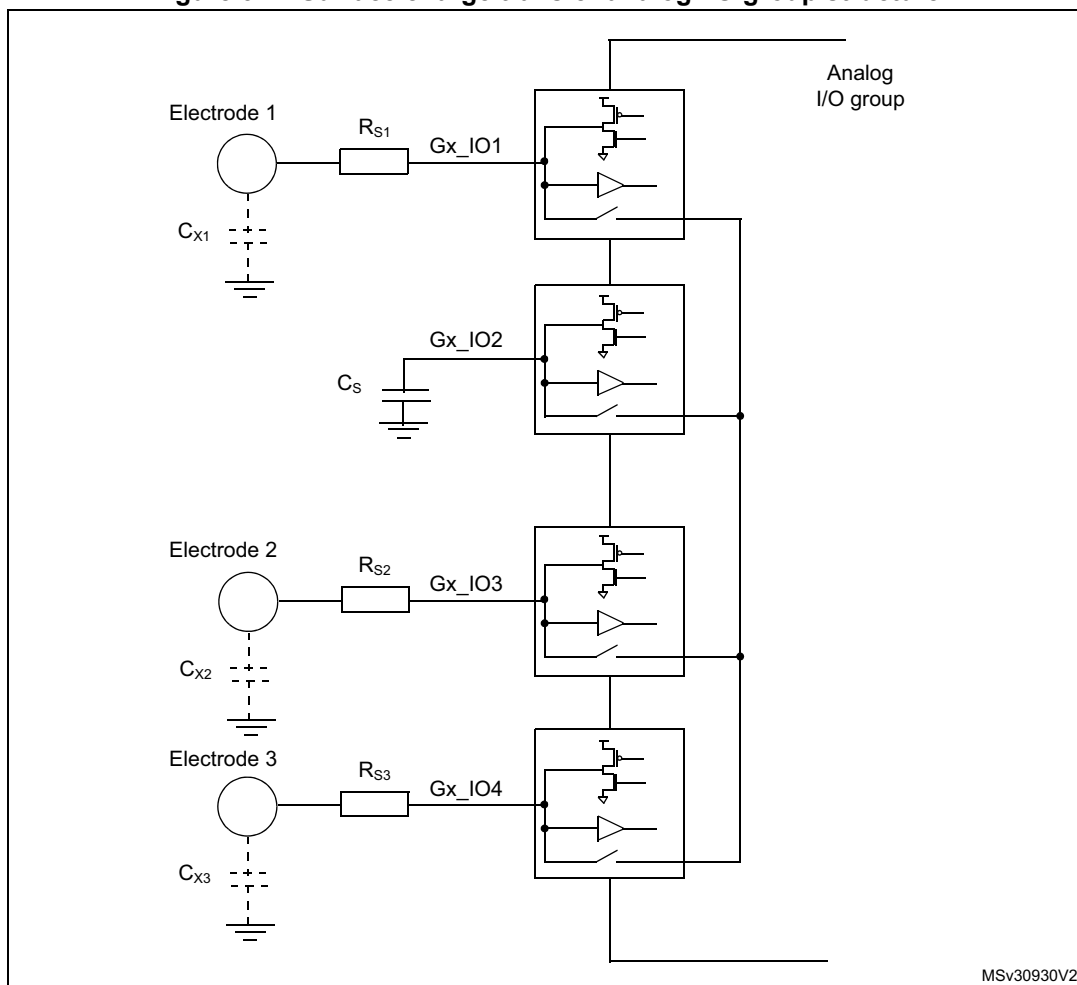 Analog
I/O group
Electrode 1
RS1
Gx_IO1
CX1
Gx_IO2
CS
Electrode 2
RS2
Gx_IO3
CX2
Electrode 3
RS3
Gx_IO4
CX3
MSv30930V2